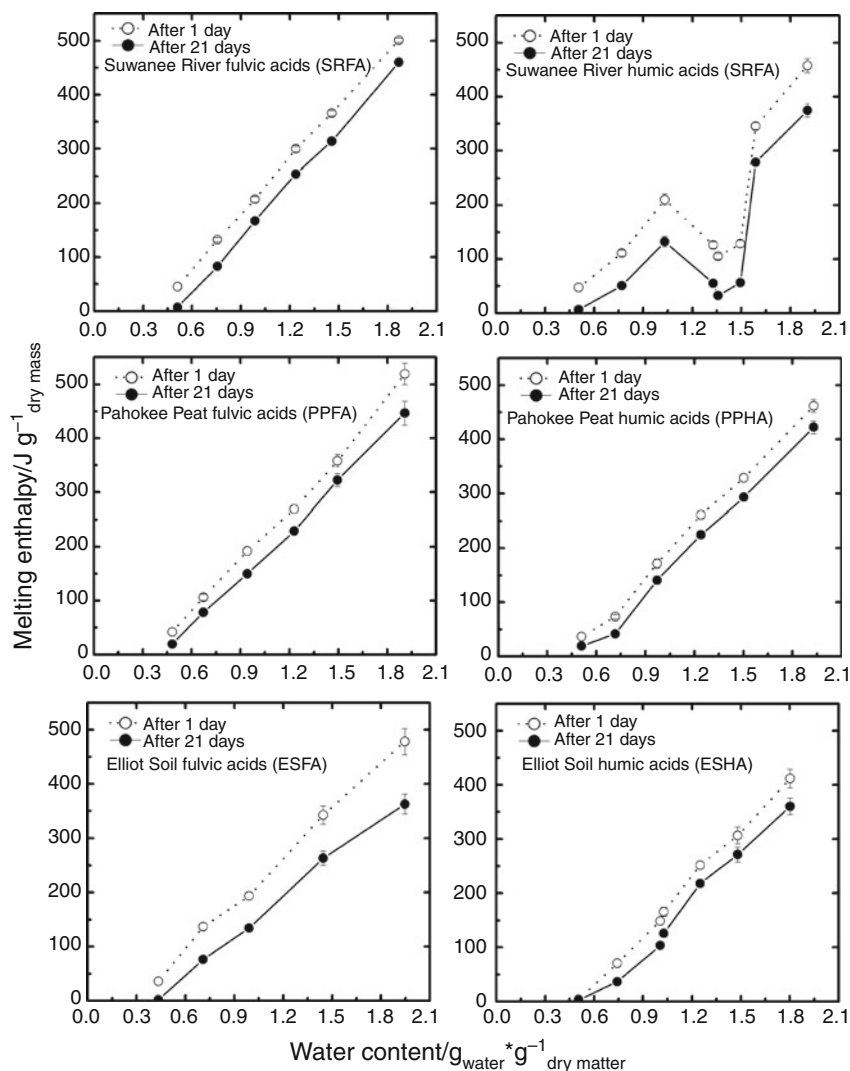 After 1 day
After 21 days
Suwanee River fulvic acids (SRFA)
500
400
300
200
100
0
0.0 0.3 0.6 0.9 1.2 1.5 1.8 2.1
After 1 day
After 21 days
Suwanee River humic acids (SRFA)
500
400
300
200
100
0
0.0 0.3 0.6 0.9 1.2 1.5 1.8 2.1
Melting enthalpy/J g⁻¹ dry mass
After 1 day
After 21 days
Pahokee Peat fulvic acids (PPFA)
500
400
300
200
100
0
0.0 0.3 0.6 0.9 1.2 1.5 1.8 2.1
After 1 day
After 21 days
Pahokee Peat humic acids (PPHA)
500
400
300
200
100
0
0.0 0.3 0.6 0.9 1.2 1.5 1.8 2.1
After 1 day
After 21 days
Elliot Soil fulvic acids (ESFA)
500
400
300
200
100
0
0.0 0.3 0.6 0.9 1.2 1.5 1.8 2.1
After 1 day
After 21 days
Elliot Soil humic acids (ESHA)
500
400
300
200
100
0
0.0 0.3 0.6 0.9 1.2 1.5 1.8 2.1
Water content/g water*g⁻¹ dry matter